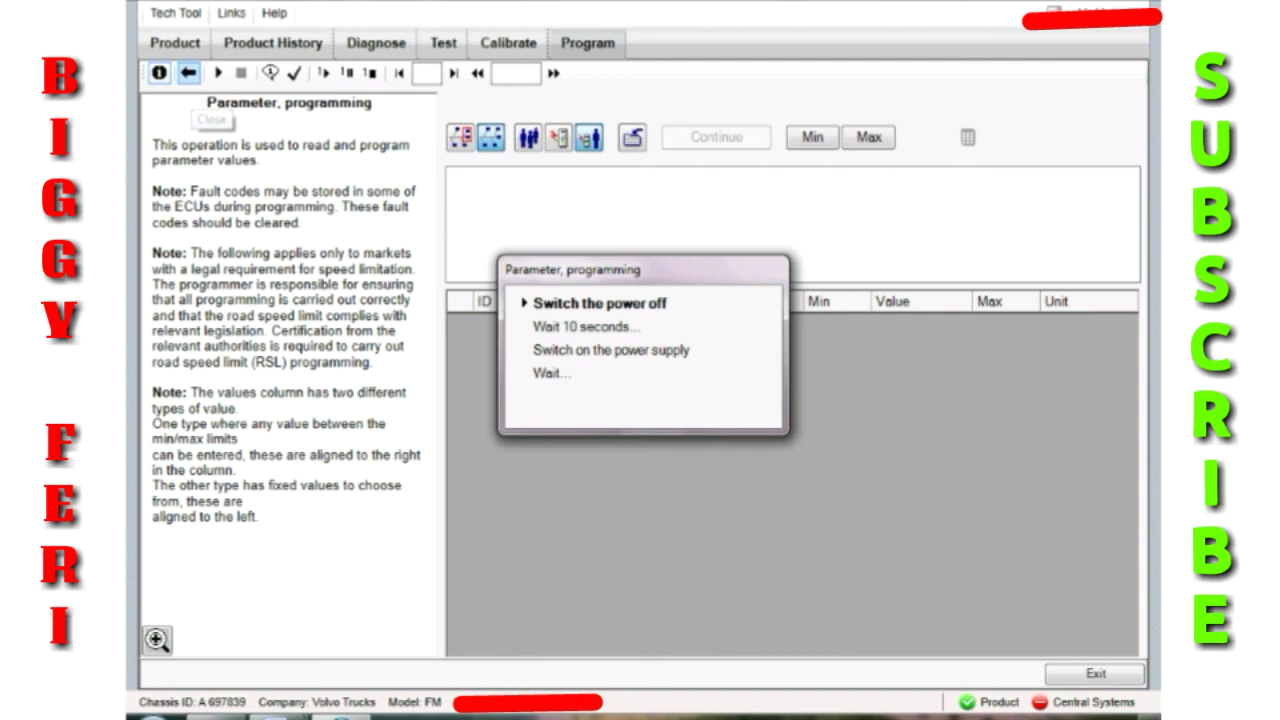 Tech Tool Links Help
Product Product History Diagnose Test Calibrate Program
Parameter, programming
Close
This operation is used to read and program
parameter values.
Note: Fault codes may be stored in some of
the ECUs during programming. These fault
codes should be cleared.
Note: The following applies only to markets
with a legal requirement for speed limitation.
The programmer is responsible for ensuring
that all programming is carried out correctly
and that the road speed limit complies with
relevant legislation. Certification from the
relevant authorities is required to carry out
road speed limit (RSL) programming.
Note: The values column has two different
types of value.
One type where any value between the
min/max limits
can be entered, these are aligned to the right
in the column.
The other type has fixed values to choose
from, these are
aligned to the left.
Continue Min Max
ID Min Value Max Unit
Parameter, programming
Switch the power off
Wait 10 seconds...
Switch on the power supply
Wait...
Exit
Chassis ID: A 697839 Company: Volvo Trucks Model: FM
Product Central Systems
BIGGY FERI
SUBSCRIBE